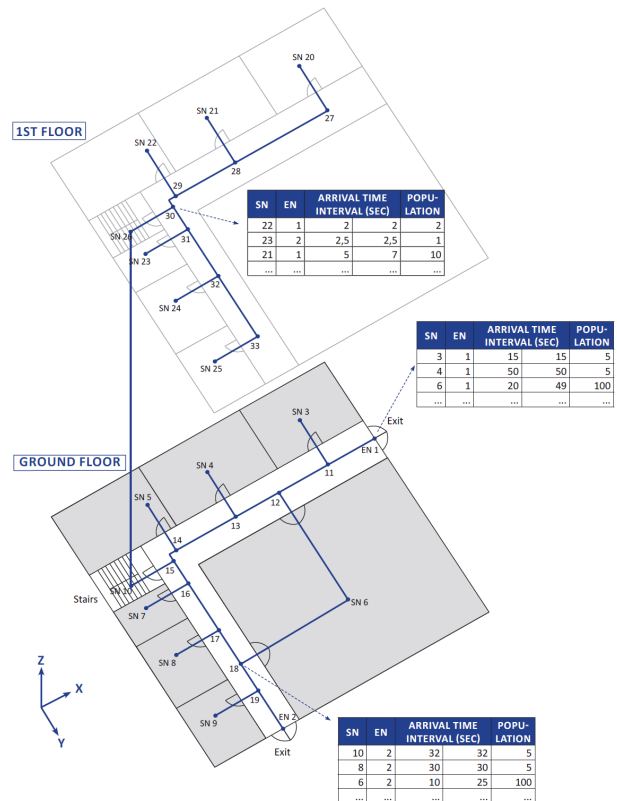 SN 20
SN 21
27
1ST FLOOR
SN 22
28
29
30
SN 26
31
SN 23
SN EN ARRIVAL TIME INTERVAL (SEC) POPU-LATION
22 1 2 2 2
23 2 2,5 2,5 1
21 1 5 7 10
... ... ... ...
32
SN 24
33
SN 25
SN EN ARRIVAL TIME INTERVAL (SEC) POPU-LATION
3 1 15 15 5
4 1 50 50 5
6 1 20 49 100
... ... ... ... ...
SN 3
Exit
EN 1
GROUND FLOOR
SN 4
11
12
SN 5
13
14
15
SN 10
Stairs
16
SN 7
SN 6
17
SN 8
18
19
SN 9
EN 2
Exit
Z
X
Y
SN EN ARRIVAL TIME INTERVAL (SEC) POPU-LATION
10 2 32 32 5
8 2 30 30 5
6 2 10 25 100
... ... ... ... ...